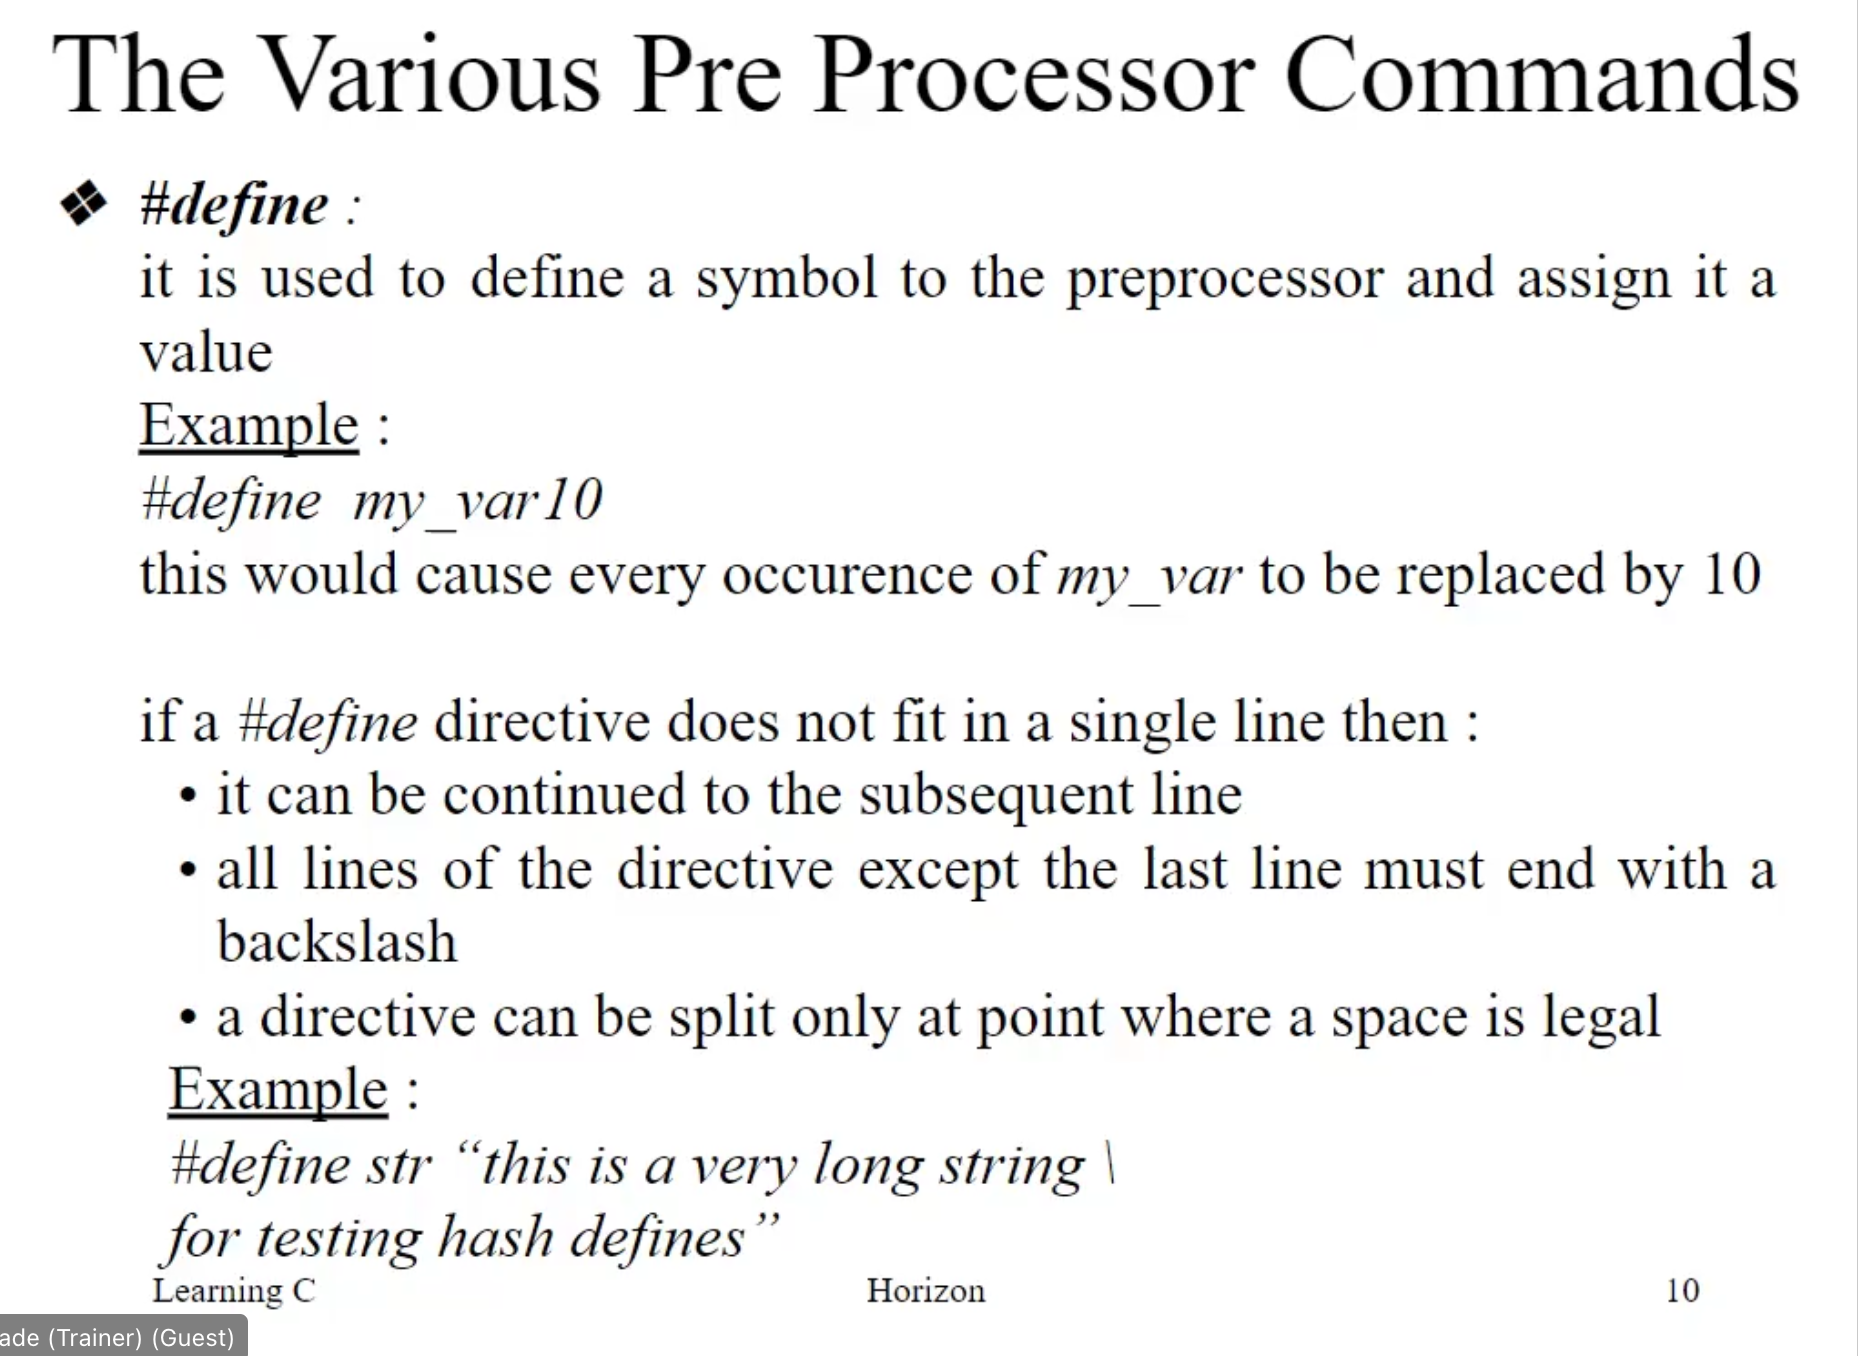 The Various Pre Processor Commands
❖ #define :
it is used to define a symbol to the preprocessor and assign it a
value
Example :
#define my_var10
this would cause every occurence of my_var to be replaced by 10
if a #define directive does not fit in a single line then :
• it can be continued to the subsequent line
• all lines of the directive except the last line must end with a
backslash
• a directive can be split only at point where a space is legal
Example :
#define str “this is a very long string \
for testing hash defines”
Learning C Horizon 10
ade (Trainer) (Guest)